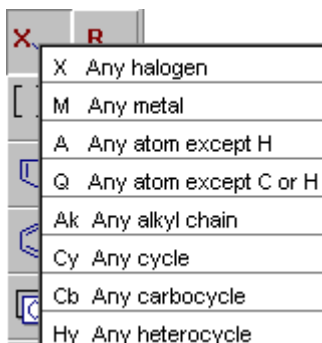 X R
[ ]
X Any halogen
M Any metal
A Any atom except H
Q Any atom except C or H
Ak Any alkyl chain
Cy Any cycle
Cb Any carbocycle
Hy Any heterocycle